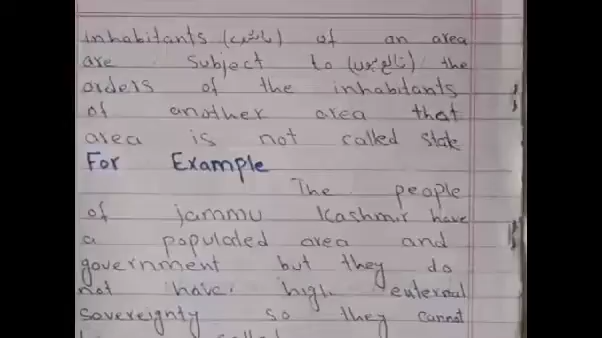 inhabitants of an area
are subject to the
orders of the inhabitants
of another area that
area is not called state
For Example
The people
of jammu Kashmir have
a populated area and
government but they do
not have high external
sovereignty so they cannot